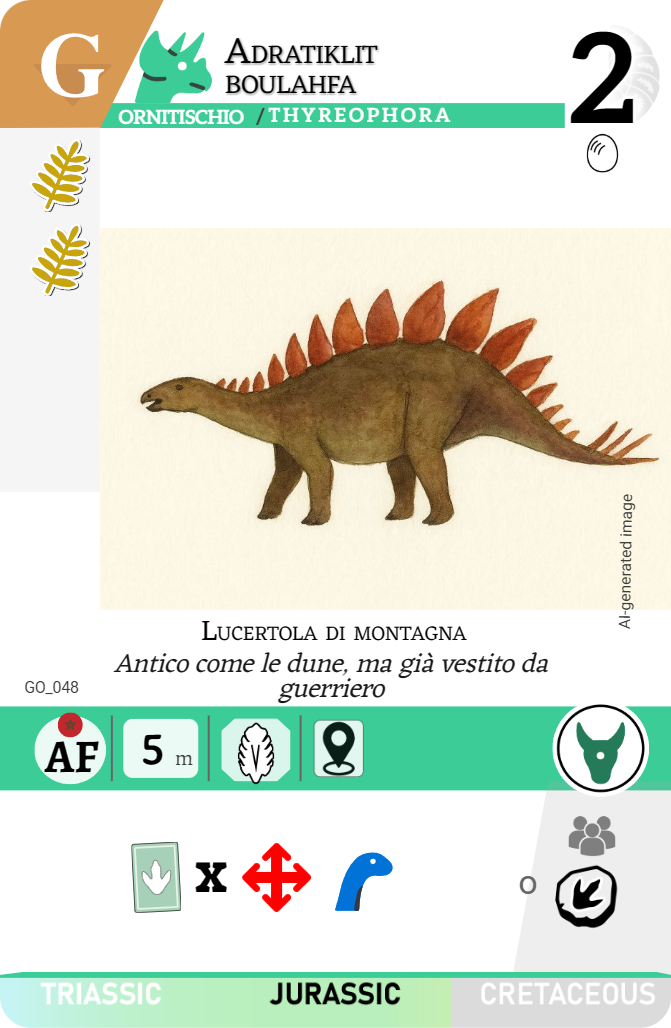 G
ADRATIKLIT
BOULAHFA
2
ORNITISCHIO / THYREOPHORA
AI-generated image
LUCERTOLA DI MONTAGNA
Antico come le dune, ma già vestito da
guerriero
GO_048
AF
5 m
X
O
TRIASSIC JURASSIC CRETACEOUS